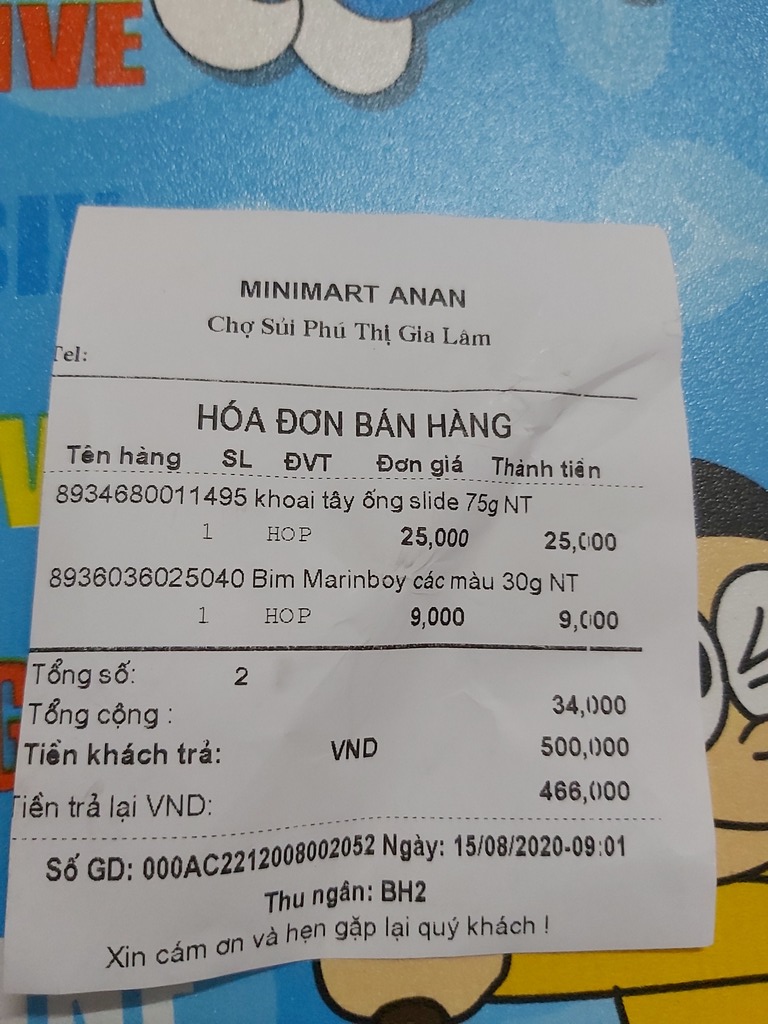 IVE
MINIMART ANAN
Chợ Sủi Phú Thị Gia Lâm
Tel:
HÓA ĐƠN BÁN HÀNG
Tên hàng SL ĐVT Đơn giá Thành tiền
8934680011495 khoai tây ống slide 75g NT
1 HOP 25,000 25,000
8936036025040 Bim Marinboy các màu 30g NT
1 HOP 9,000 9,000
Tổng số: 2
Tổng cộng : 34,000
Tiền khách trả: VND 500,000
Tiền trả lại VND: 466,000
Số GD: 000AC2212008002052 Ngày: 15/08/2020-09:01
Thu ngân: BH2
Xin cám ơn và hẹn gặp lại quý khách !